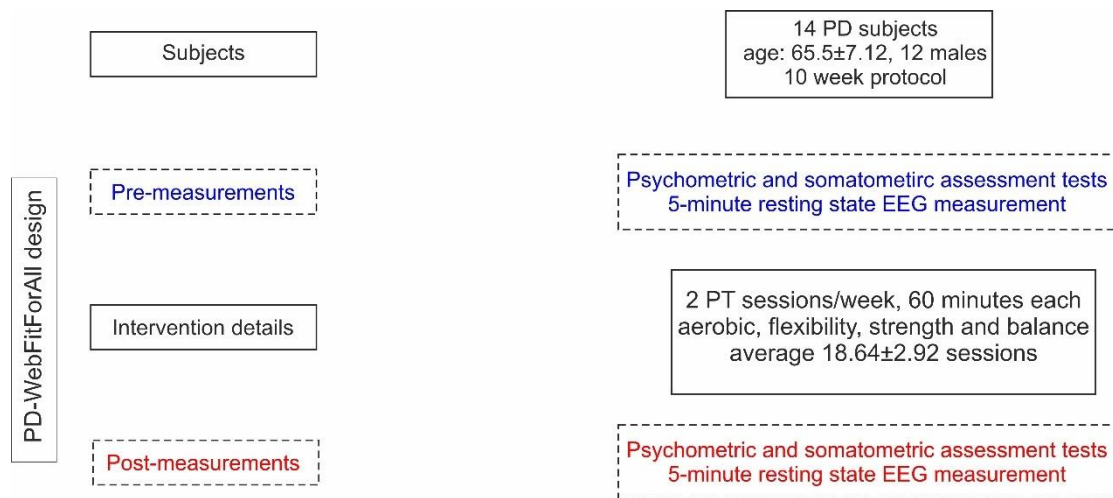 PD-WebFitForAll design
Subjects
14 PD subjects
age: 65.5±7.12, 12 males
10 week protocol
Pre-measurements
Psychometric and somatometirc assessment tests
5-minute resting state EEG measurement
Intervention details
2 PT sessions/week, 60 minutes each
aerobic, flexibility, strength and balance
average 18.64±2.92 sessions
Post-measurements
Psychometric and somatometric assessment tests
5-minute resting state EEG measurement